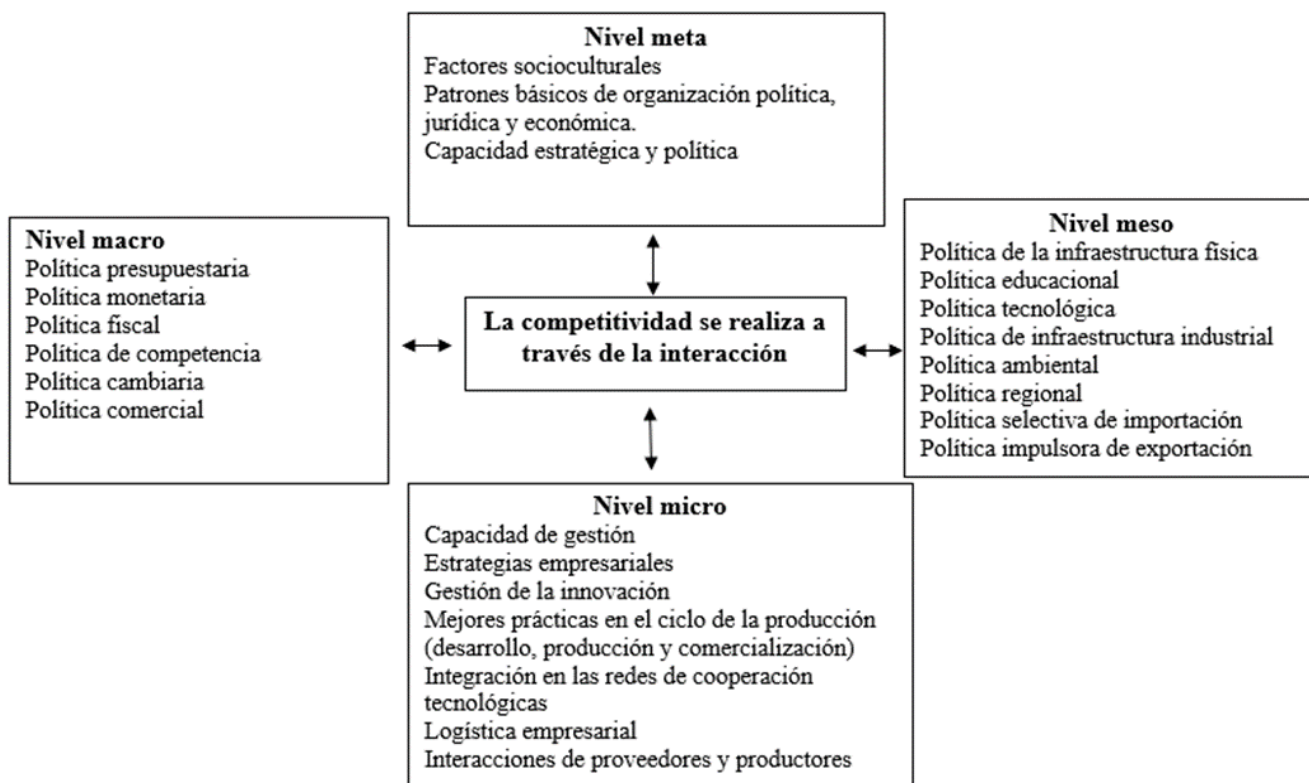 Nivel meta
Factores socioculturales
Patrones básicos de organización política,
jurídica y económica.
Capacidad estratégica y política
Nivel macro
Política presupuestaria
Política monetaria
Política fiscal
Política de competencia
Política cambiaria
Política comercial
La competitividad se realiza a
través de la interacción
Nivel meso
Política de la infraestructura física
Política educacional
Política tecnológica
Política de infraestructura industrial
Política ambiental
Política regional
Política selectiva de importación
Política impulsora de exportación
Nivel micro
Capacidad de gestión
Estrategias empresariales
Gestión de la innovación
Mejores prácticas en el ciclo de la producción
(desarrollo, producción y comercialización)
Integración en las redes de cooperación
tecnológicas
Logística empresarial
Interacciones de proveedores y productores